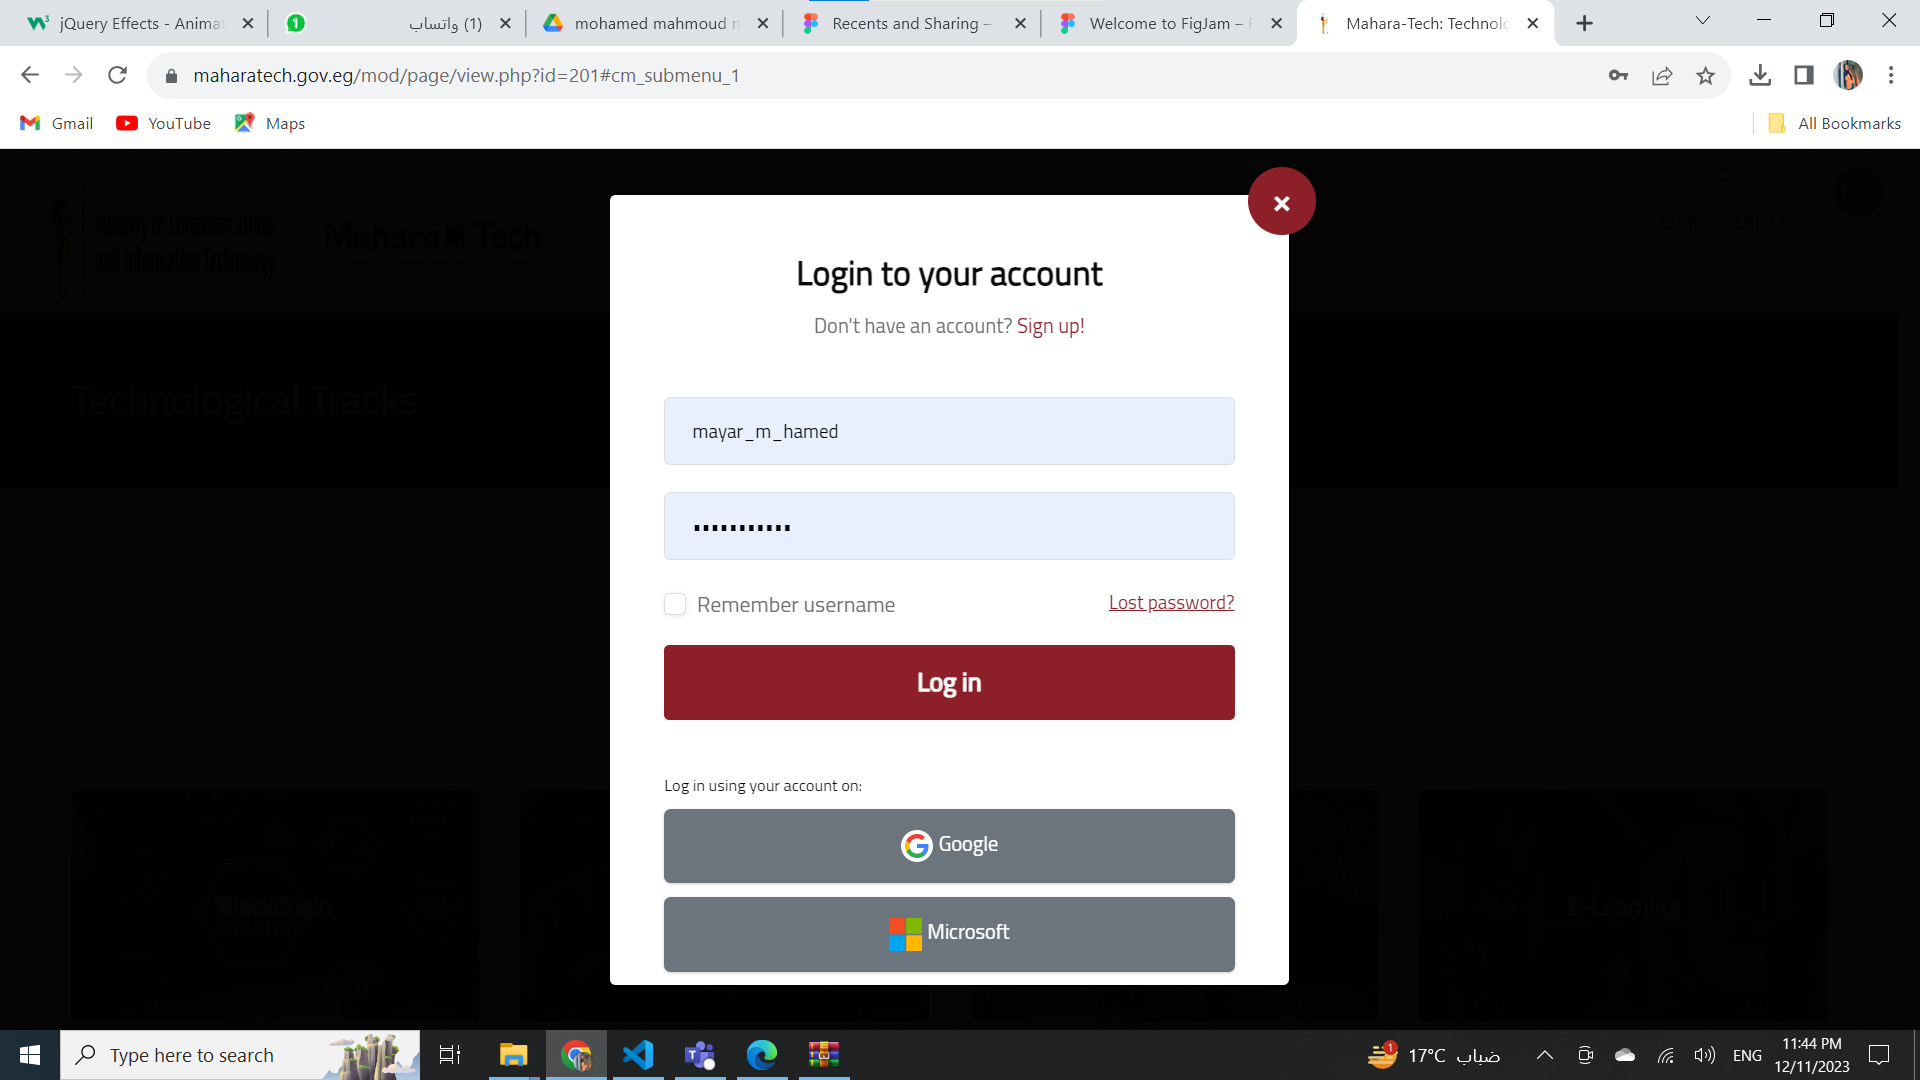 jQuery Effects - Animat
1
(1) واتساب
mohamed mahmoud m
Recents and Sharing –
Welcome to FigJam – F
Mahara-Tech: Technolo
maharatech.gov.eg/mod/page/view.php?id=201#cm_submenu_1
Gmail
YouTube
Maps
All Bookmarks
Ministry of Communications
and Information Technology
Mahara Tech
Login/Register
EN
Login to your account
Don't have an account? Sign up!
Technological Tracks
mayar_m_hamed
•••••••••••
Remember username
Lost password?
Log in
Log in using your account on:
Google
BlockChain
E-Learning
Microsoft
Type here to search
1
17°C ضباب
ENG
11:44 PM
12/11/2023